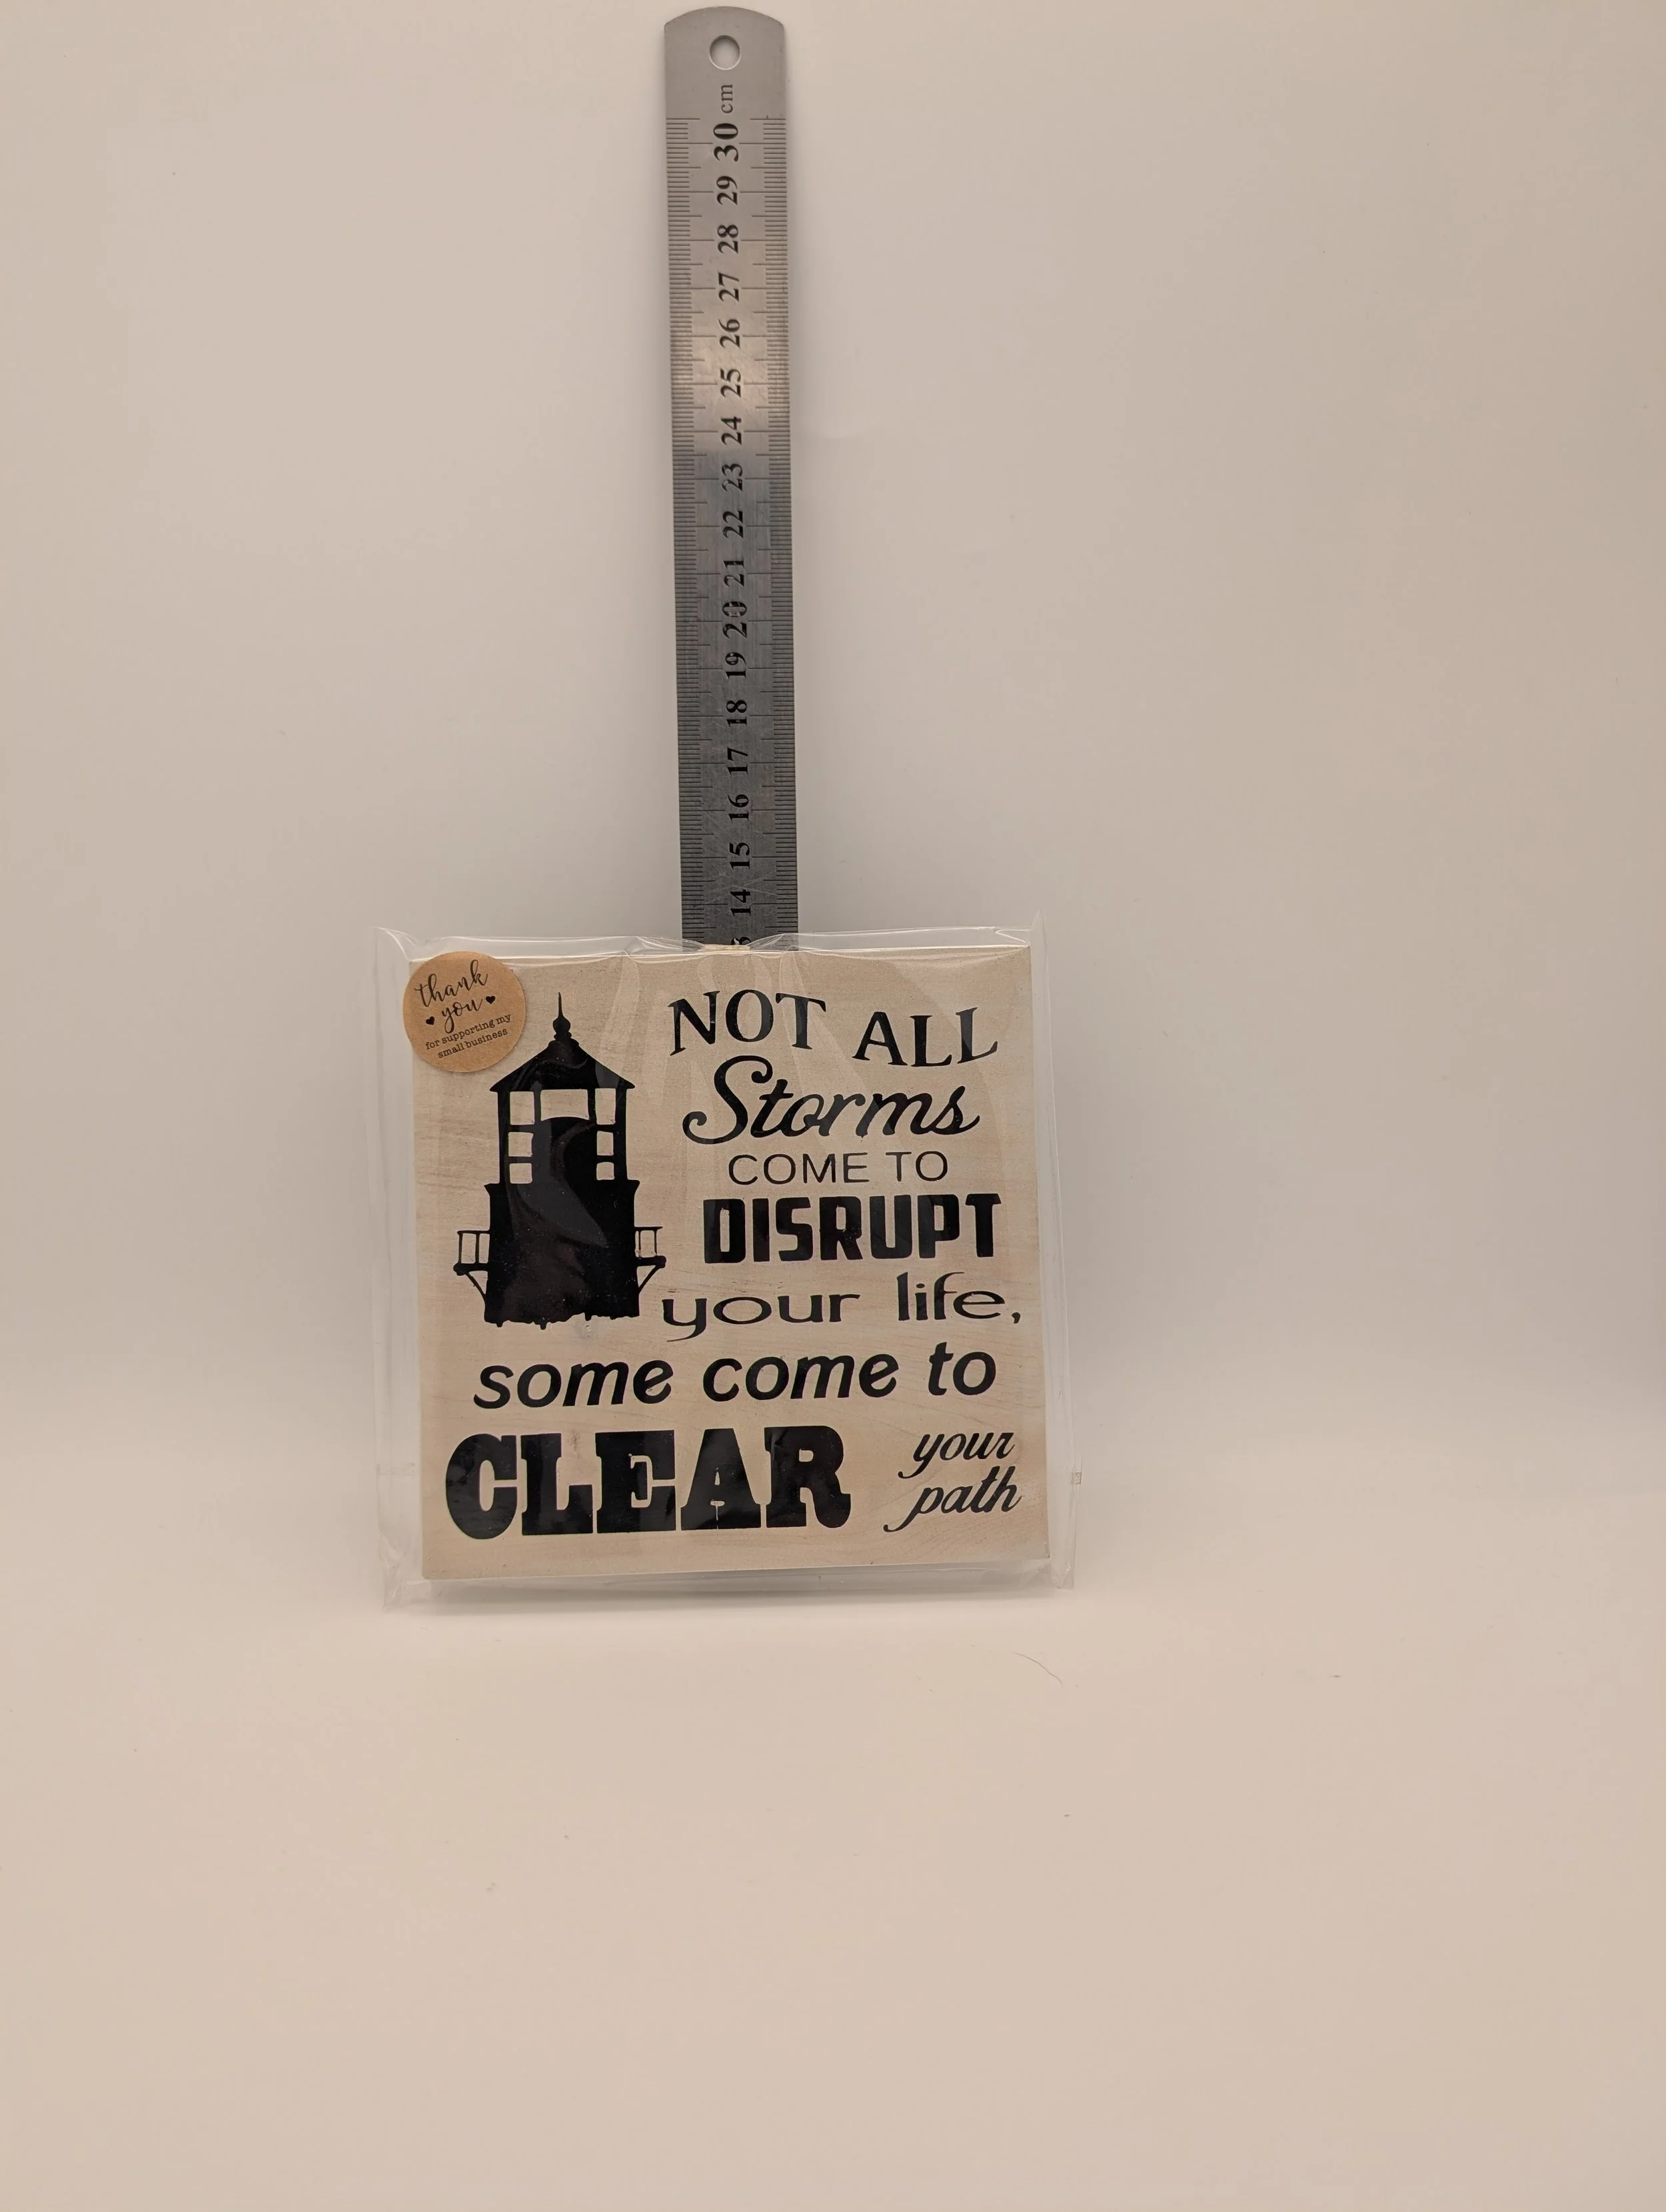 cm
30
29
28
27
26
25
24
23
22
21
20
19
18
17
16
15
14
thank
you
for supporting my
small business
NOT ALL
Storms
COME TO
DISRUPT
your life,
some come to
CLEAR your
path